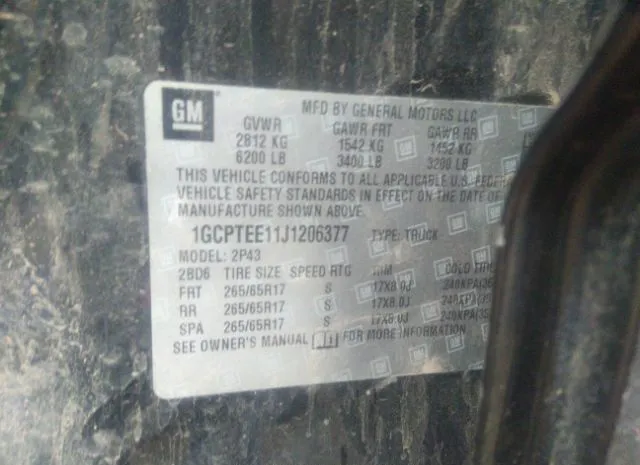 GM
MFD BY GENERAL MOTORS LLC
GVWR GAWR FRT GAWR RR
2812 KG 1542 KG 1452 KG
6200 LB 3400 LB 3200 LB
THIS VEHICLE CONFORMS TO ALL APPLICABLE U.S. FEDERA
VEHICLE SAFETY STANDARDS IN EFFECT ON THE DATE OF
MANUFACTURE SHOWN ABOVE.
1GCPTEE11J1206377 TYPE: TRUCK
MODEL: 2P43
2BD6 TIRE SIZE SPEED RTG RIM COLD TIRE
FRT 265/65R17 S 17X8.0J 240KPA(35
RR 265/65R17 S 17X8.0J 240KPA(35
SPA 265/65R17 S 17X8.0J 240KPA(35
SEE OWNER'S MANUAL FOR MORE INFORMATION